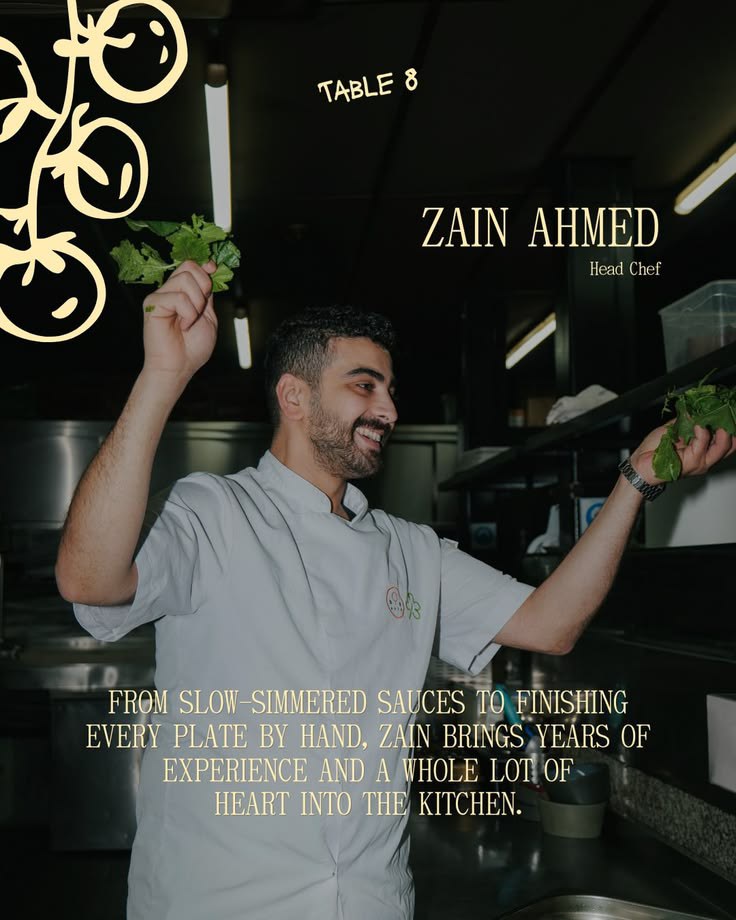 TABLE 8
ZAIN AHMED
Head Chef
FROM SLOW-SIMMERED SAUCES TO FINISHING
EVERY PLATE BY HAND, ZAIN BRINGS YEARS OF
EXPERIENCE AND A WHOLE LOT OF
HEART INTO THE KITCHEN.